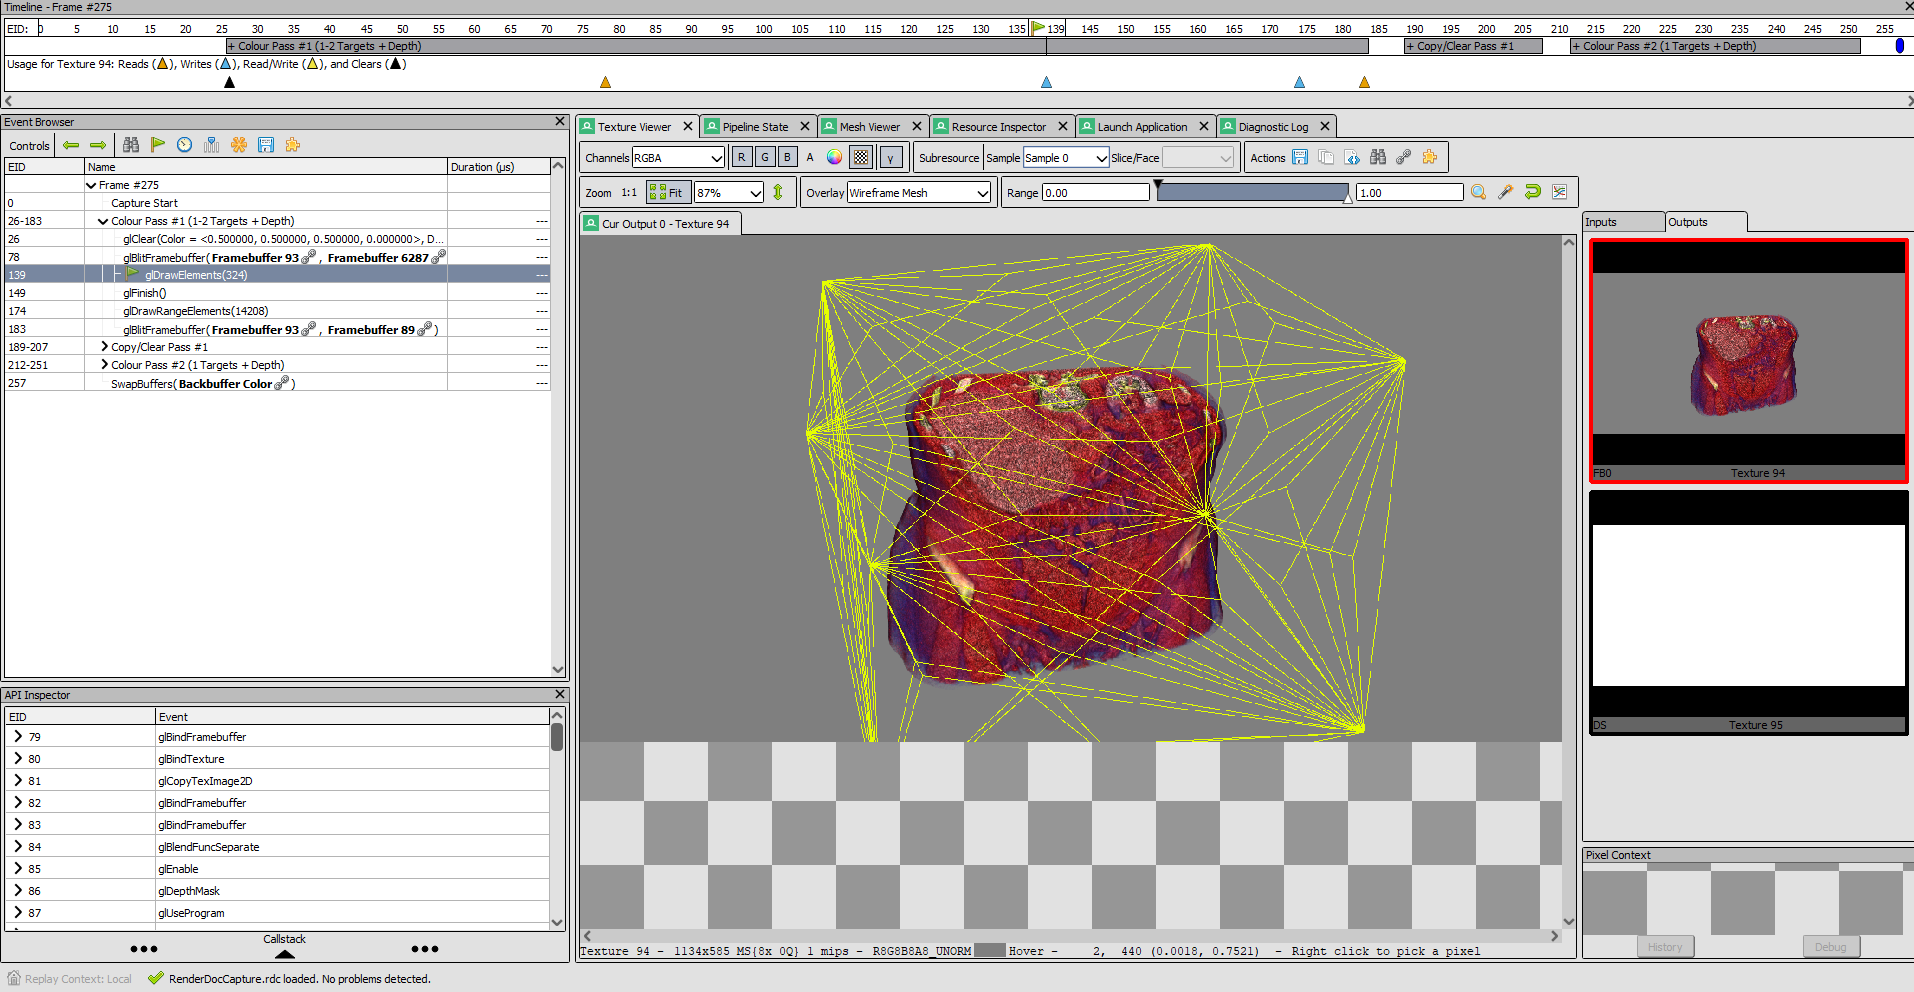 Timeline - Frame #275
EID: 0 5 10 15 20 25 30 35 40 45 50 55 60 65 70 75 80 85 90 95 100 105 110 115 120 125 130 135 139 145 150 155 160 165 170 175 180 185 190 195 200 205 210 215 220 225 230 235 240 245 250 255
+ Colour Pass #1 (1-2 Targets + Depth) + Copy/Clear Pass #1 + Colour Pass #2 (1 Targets + Depth)
Usage for Texture 94: Reads ( ), Writes ( ), Read/Write ( ), and Clears ( )
Event Browser
Controls
EID Name Duration (µs)
Frame #275
0 Capture Start
26-183 Colour Pass #1 (1-2 Targets + Depth) ---
26 glClear(Color = <0.500000, 0.500000, 0.500000, 0.000000>, D... ---
78 glBlitFramebuffer( Framebuffer 93 , Framebuffer 6287 ---
139 glDrawElements(324) ---
149 glFinish() ---
174 glDrawRangeElements(14208) ---
183 glBlitFramebuffer( Framebuffer 93 , Framebuffer 89 ) ---
189-207 Copy/Clear Pass #1 ---
212-251 Colour Pass #2 (1 Targets + Depth) ---
257 SwapBuffers( Backbuffer Color ) ---
API Inspector
EID Event
79 glBindFramebuffer
80 glBindTexture
81 glCopyTexImage2D
82 glBindFramebuffer
83 glBindFramebuffer
84 glBlendFuncSeparate
85 glEnable
86 glDepthMask
87 glUseProgram
Callstack
Texture Viewer Pipeline State Mesh Viewer Resource Inspector Launch Application Diagnostic Log
Channels RGBA R G B A γ Subresource Sample Sample 0 Slice/Face Actions
Zoom 1:1 Fit 87% Overlay Wireframe Mesh Range 0.00 1.00
Cur Output 0 - Texture 94
Texture 94 - 1134x585 MS{8x 0Q} 1 mips - R8G8B8A8_UNORM Hover - 2, 440 (0.0018, 0.7521) - Right click to pick a pixel
Inputs Outputs
FB0 Texture 94
DS Texture 95
Pixel Context
History Debug
Replay Context: Local RenderDocCapture.rdc loaded. No problems detected.